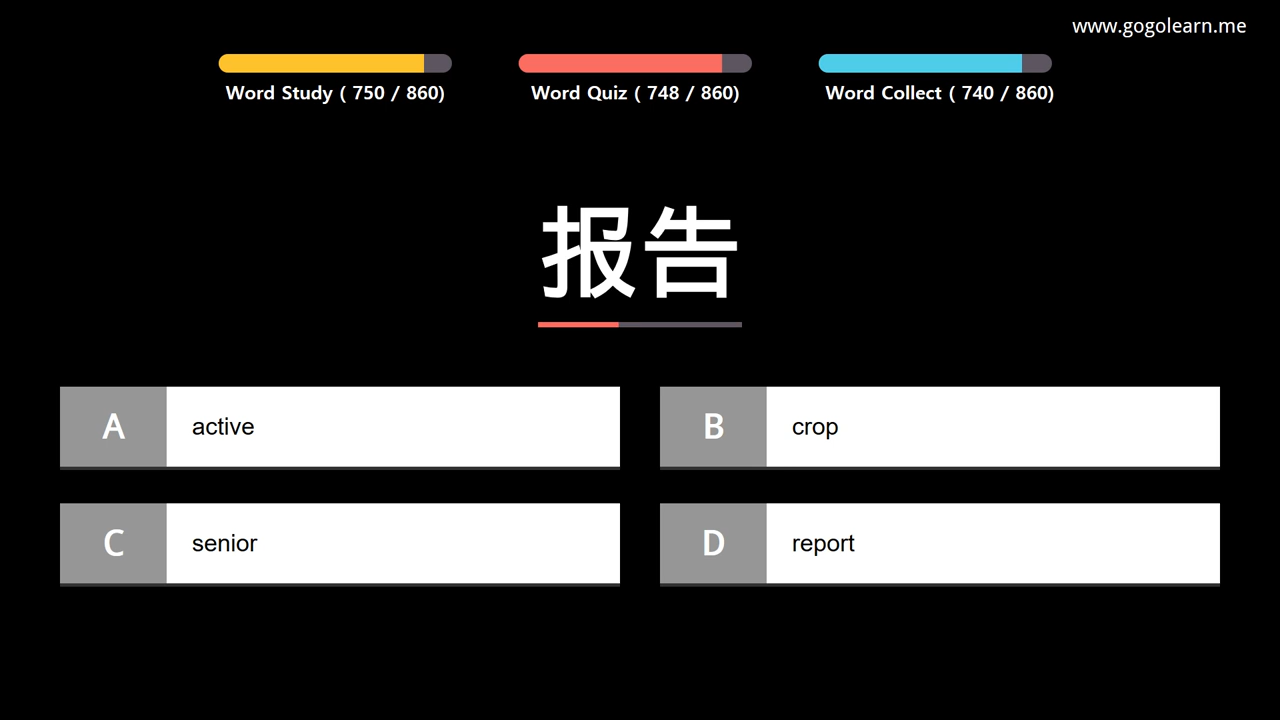 www.gogolearn.me
Word Study ( 750 / 860)
Word Quiz ( 748 / 860)
Word Collect ( 740 / 860)
报告
A active
B crop
C senior
D report